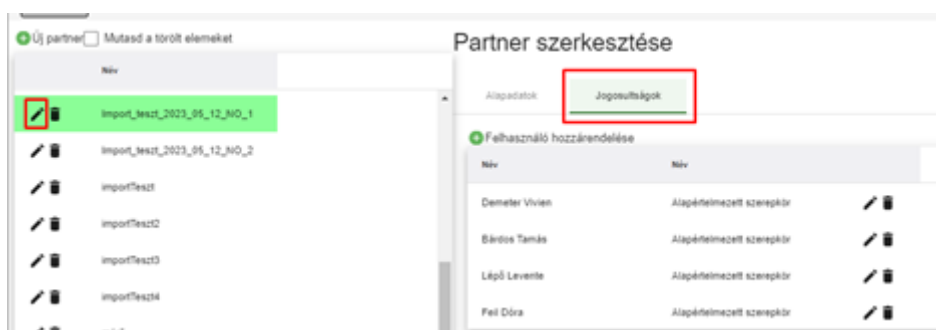 Új partner Mutasd a törölt elemeket
Név
Import_teszt_2023_05_12_NO_1
Import_teszt_2023_05_12_NO_2
importTeszt
importTeszt2
importTeszt3
importTeszt4
Partner szerkesztése
Alapadatok Jogosultságok
Felhasználó hozzárendelése
Név Név
Demeter Vivien Alapértelmezett szerepkör
Bárdos Tamás Alapértelmezett szerepkör
Lépő Levente Alapértelmezett szerepkör
Feil Dóra Alapértelmezett szerepkör